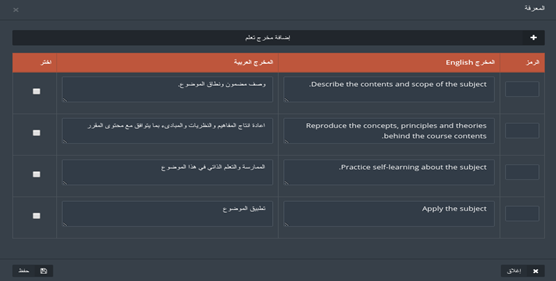 المعرفة
إضافة مخرج تعلم
الرمز المخرج English المخرج العربية اختر
Describe the contents and scope of the subject.
وصف مضمون ونطاق الموضوع.
Reproduce the concepts, principles and theories
behind the course contents.
اعادة انتاج المفاهيم والنظريات والمبادىء بما يتوافق مع محتوى المقرر
Practice self-learning about the subject.
الممارسة والتعلم الذاتي في هذا الموضوع
Apply the subject
تطبيق الموضوع
إغلاق
حفظ